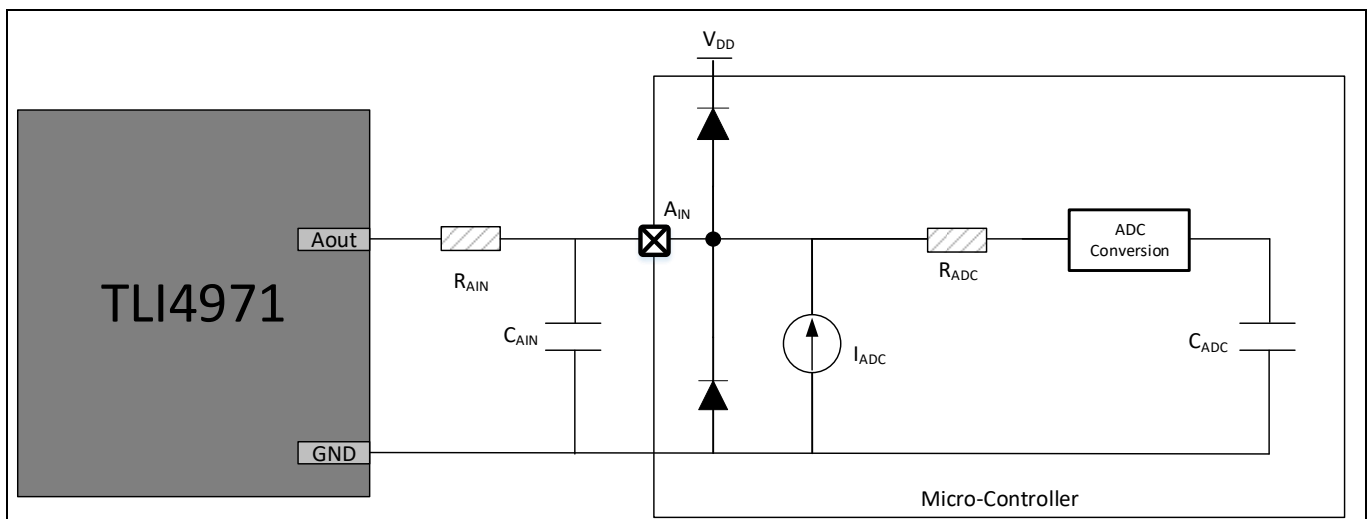 V_DD
A_IN
Aout
R_AIN
R_ADC
ADC
Conversion
TLI4971
C_AIN
I_ADC
C_ADC
GND
Micro-Controller